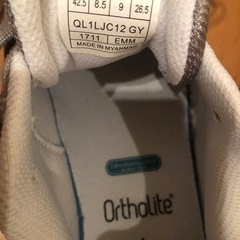 42.5 8.5 9 26.5
QL1LJC12 GY
1711 EMM
MADE IN MYANMAR
Ortholite